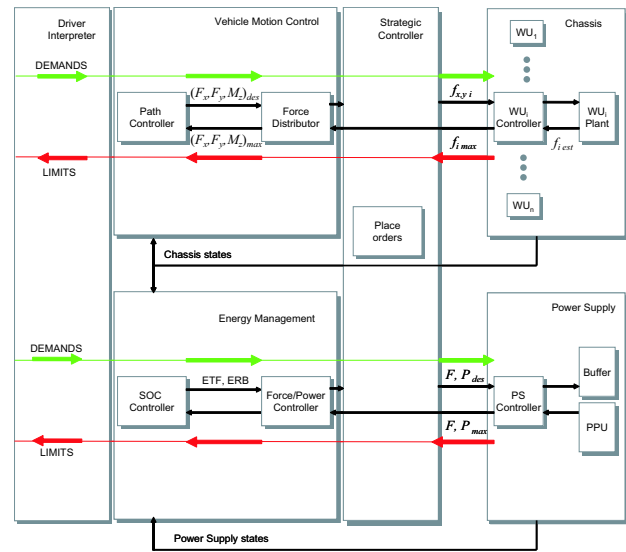 Driver
Interpreter
Vehicle Motion Control
Strategic
Controller
Chassis
WU1
DEMANDS
(Fx,Fy,Mz)des
fx,y i
Path
Controller
Force
Distributor
WUi
Controller
WUi
Plant
(Fx,Fy,Mz)max
fi max
fi est
LIMITS
WUn
Place
orders
Chassis states
Energy Management
Power Supply
DEMANDS
ETF, ERB
F, Pdes
Buffer
SOC
Controller
Force/Power
Controller
PS
Controller
PPU
F, Pmax
LIMITS
Power Supply states